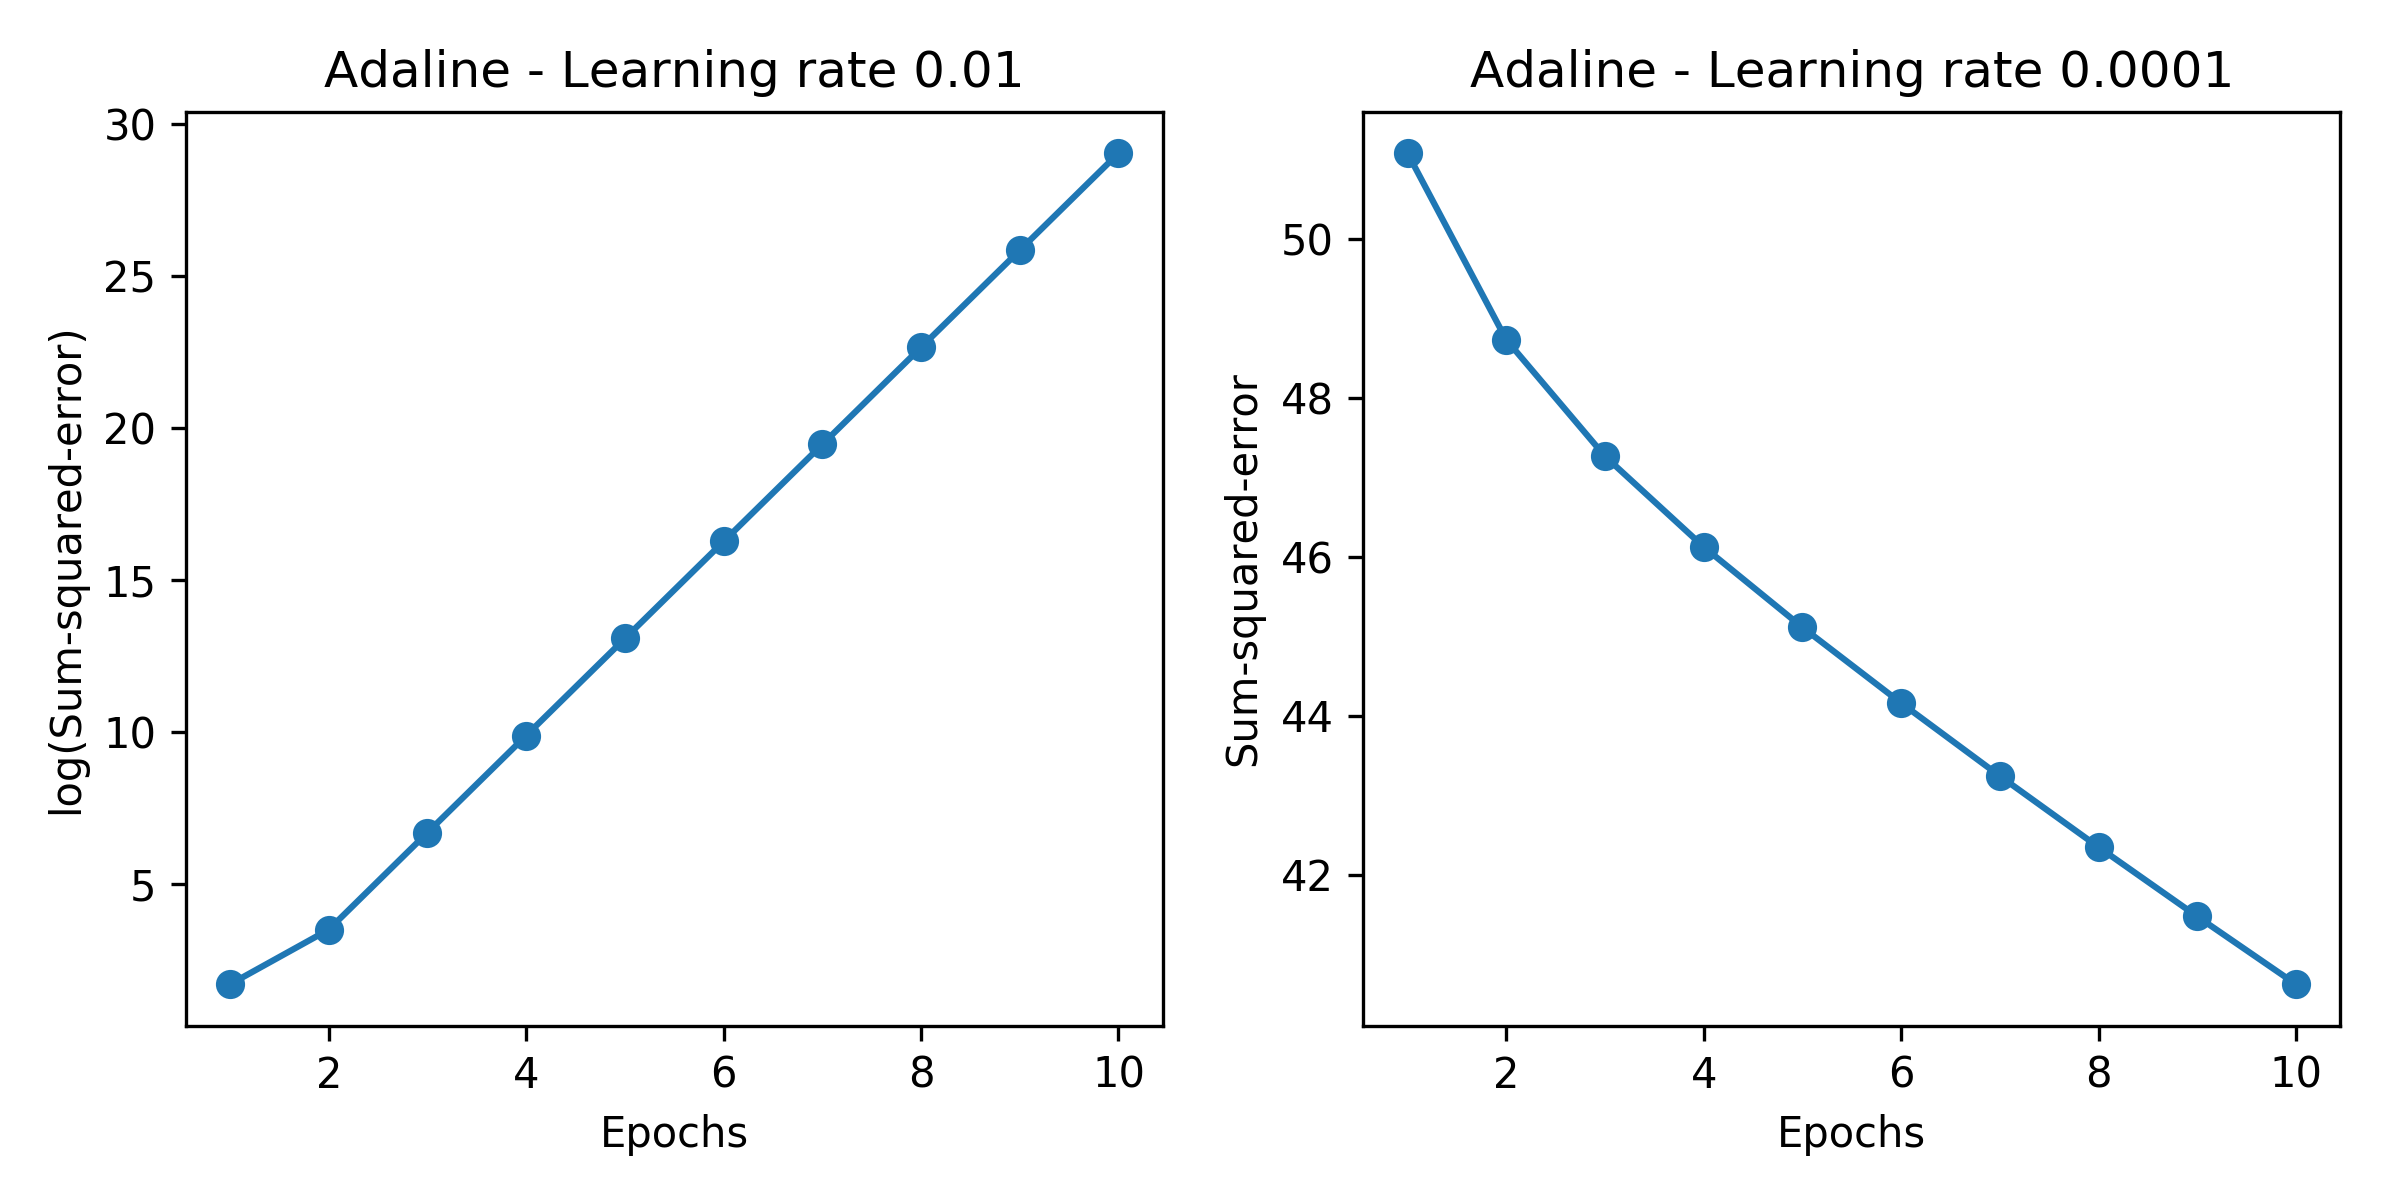 Adaline - Learning rate 0.01
log(Sum-squared-error)
30
25
20
15
10
5
2 4 6 8 10
Epochs
Adaline - Learning rate 0.0001
Sum-squared-error
50
48
46
44
42
2 4 6 8 10
Epochs